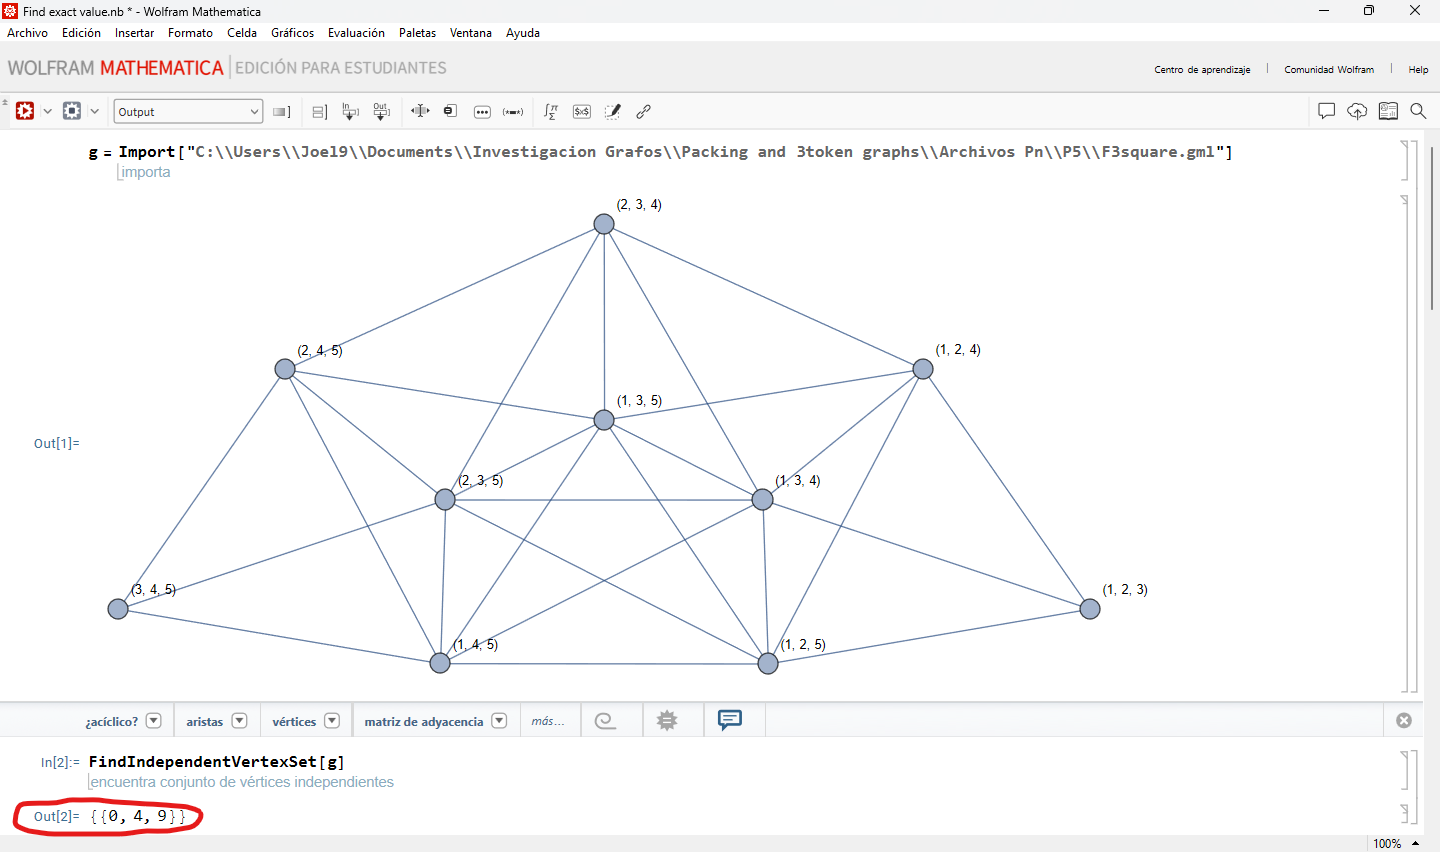 Find exact value.nb * - Wolfram Mathematica
Archivo Edición Insertar Formato Celda Gráficos Evaluación Paletas Ventana Ayuda
WOLFRAM MATHEMATICA EDICIÓN PARA ESTUDIANTES
Centro de aprendizaje Comunidad Wolfram Help
Output
In Out
g = Import["C:\\Users\\Joel9\\Documents\\Investigacion Grafos\\Packing and 3token graphs\\Archivos Pn\\P5\\F3square.gml"]
importa
(2, 3, 4)
(2, 4, 5)
(1, 2, 4)
(1, 3, 5)
Out[1]=
(2, 3, 5)
(1, 3, 4)
(3, 4, 5)
(1, 2, 3)
(1, 4, 5)
(1, 2, 5)
¿acíclico? aristas vértices matriz de adyacencia más...
In[2]:= FindIndependentVertexSet[g]
encuentra conjunto de vértices independientes
Out[2]= {{0, 4, 9}}
100%